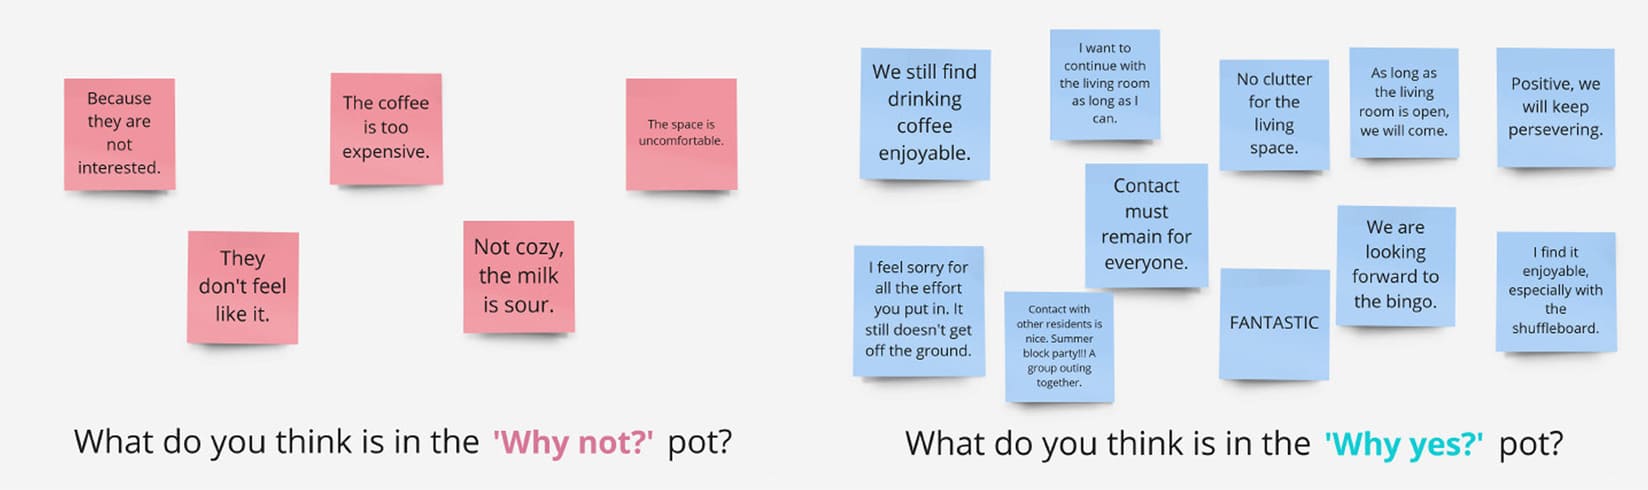 Because
they are
not
interested.
The coffee
is too
expensive.
The space is
uncomfortable.
They
don't feel
like it.
Not cozy,
the milk
is sour.
What do you think is in the 'Why not?' pot?
We still find
drinking
coffee
enjoyable.
I want to
continue with
the living room
as long as I
can.
No clutter
for the
living
space.
As long as
the living
room is open,
we will come.
Positive, we
will keep
persevering.
Contact
must
remain for
everyone.
I feel sorry for
all the effort
you put in. It
still doesn't get
off the ground.
Contact with
other residents is
nice. Summer
block party!!! A
group outing
together.
FANTASTIC
We are
looking
forward to
the bingo.
I find it
enjoyable,
especially with
the
shuffleboard.
What do you think is in the 'Why yes?' pot?